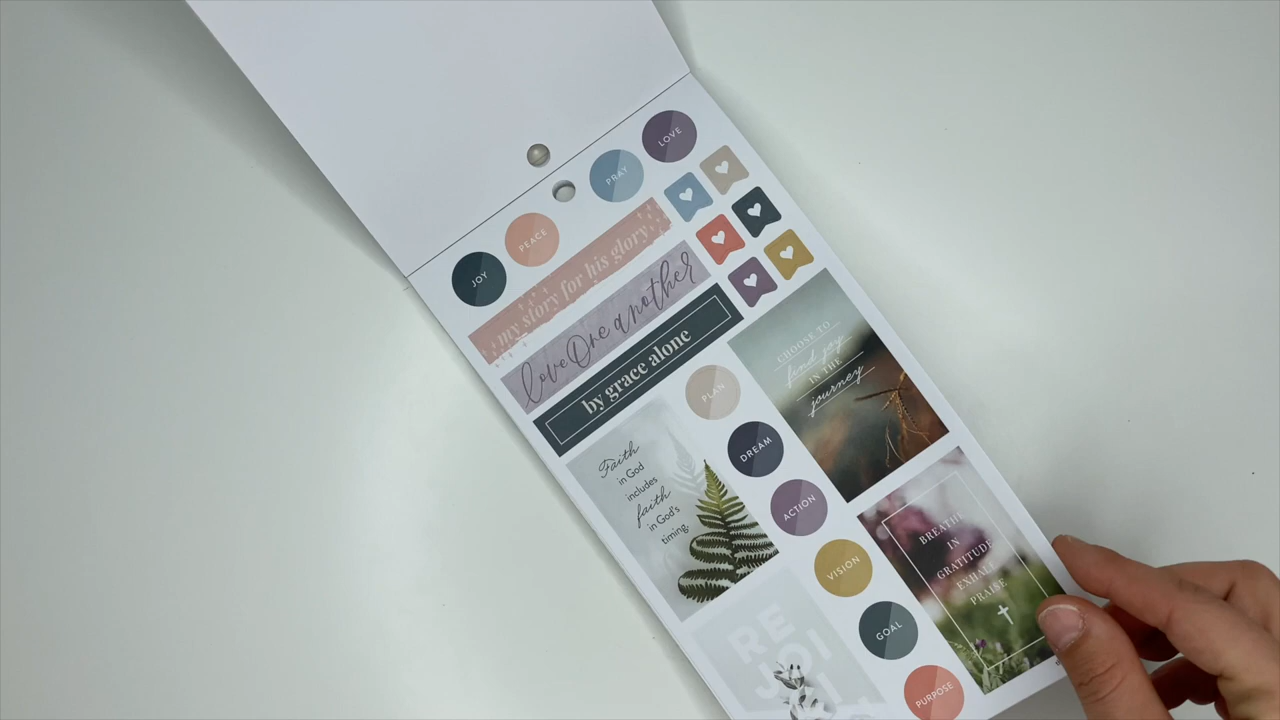 JOY
PEACE
PRAY
LOVE
my story for his glory
love One another
by grace alone
CHOOSE TO
find joy
IN THE
journey
PLAN
DREAM
ACTION
VISION
GOAL
PURPOSE
Faith
in God
includes
faith
in God's
timing.
BREATHE
IN
GRATITUDE
EXHALE
PRAISE
RE
JOI